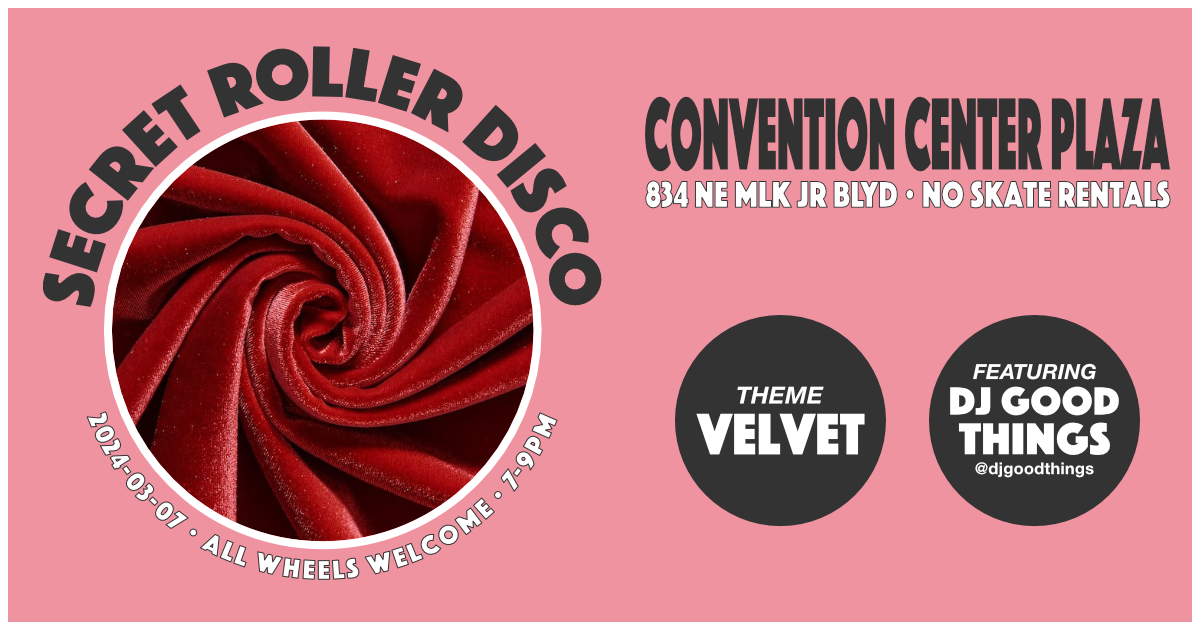 SECRET ROLLER DISCO
2024-03-07 • ALL WHEELS WELCOME • 7-9PM
CONVENTION CENTER PLAZA
834 NE MLK JR BLYD • NO SKATE RENTALS
THEME
VELVET
FEATURING
DJ GOOD
THINGS
@djgoodthings